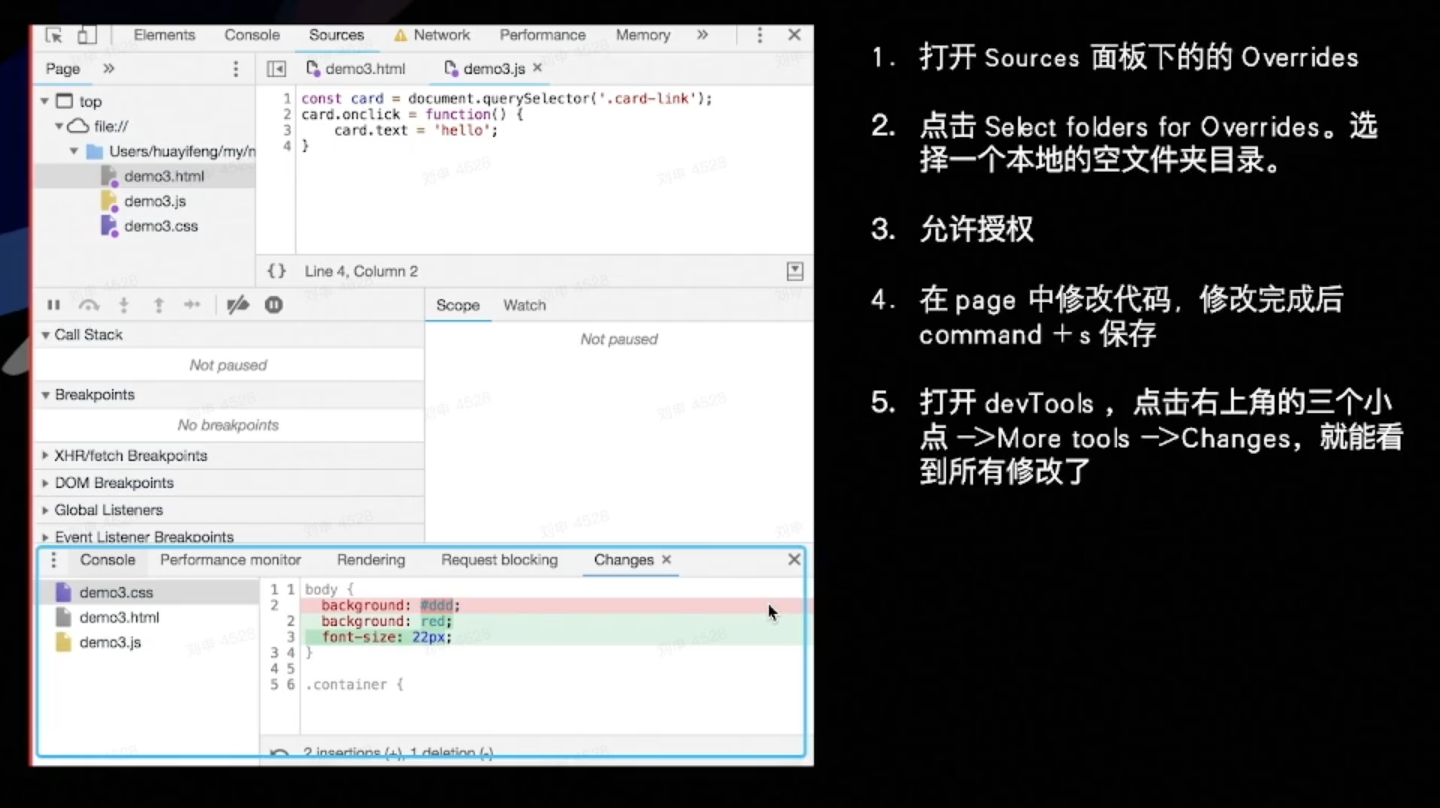 Elements Console Sources Network Performance Memory »
Page »
demo3.html demo3.js ×
top
file://
Users/huayifeng/my/n
demo3.html
demo3.js
demo3.css
1 const card = document.querySelector('.card-link');
2 card.onclick = function() {
3 card.text = 'hello';
4 }
{} Line 4, Column 2
Scope Watch
Call Stack
Not paused
Not paused
Breakpoints
No breakpoints
XHR/fetch Breakpoints
DOM Breakpoints
Global Listeners
Event Listener Breakpoints
Console Performance monitor Rendering Request blocking Changes ×
demo3.css
demo3.html
demo3.js
1 1 body {
2 background: #ddd;
2 background: red;
3 font-size: 22px;
3 4 }
4 5
5 6 .container {
2 insertions (+), 1 deletion (-)
1. 打开 Sources 面板下的的 Overrides
2. 点击 Select folders for Overrides。选
择一个本地的空文件夹目录。
3. 允许授权
4. 在 page 中修改代码，修改完成后
command +s 保存
5. 打开 devTools ，点击右上角的三个小
点 —>More tools —>Changes，就能看
到所有修改了
刘串 4528